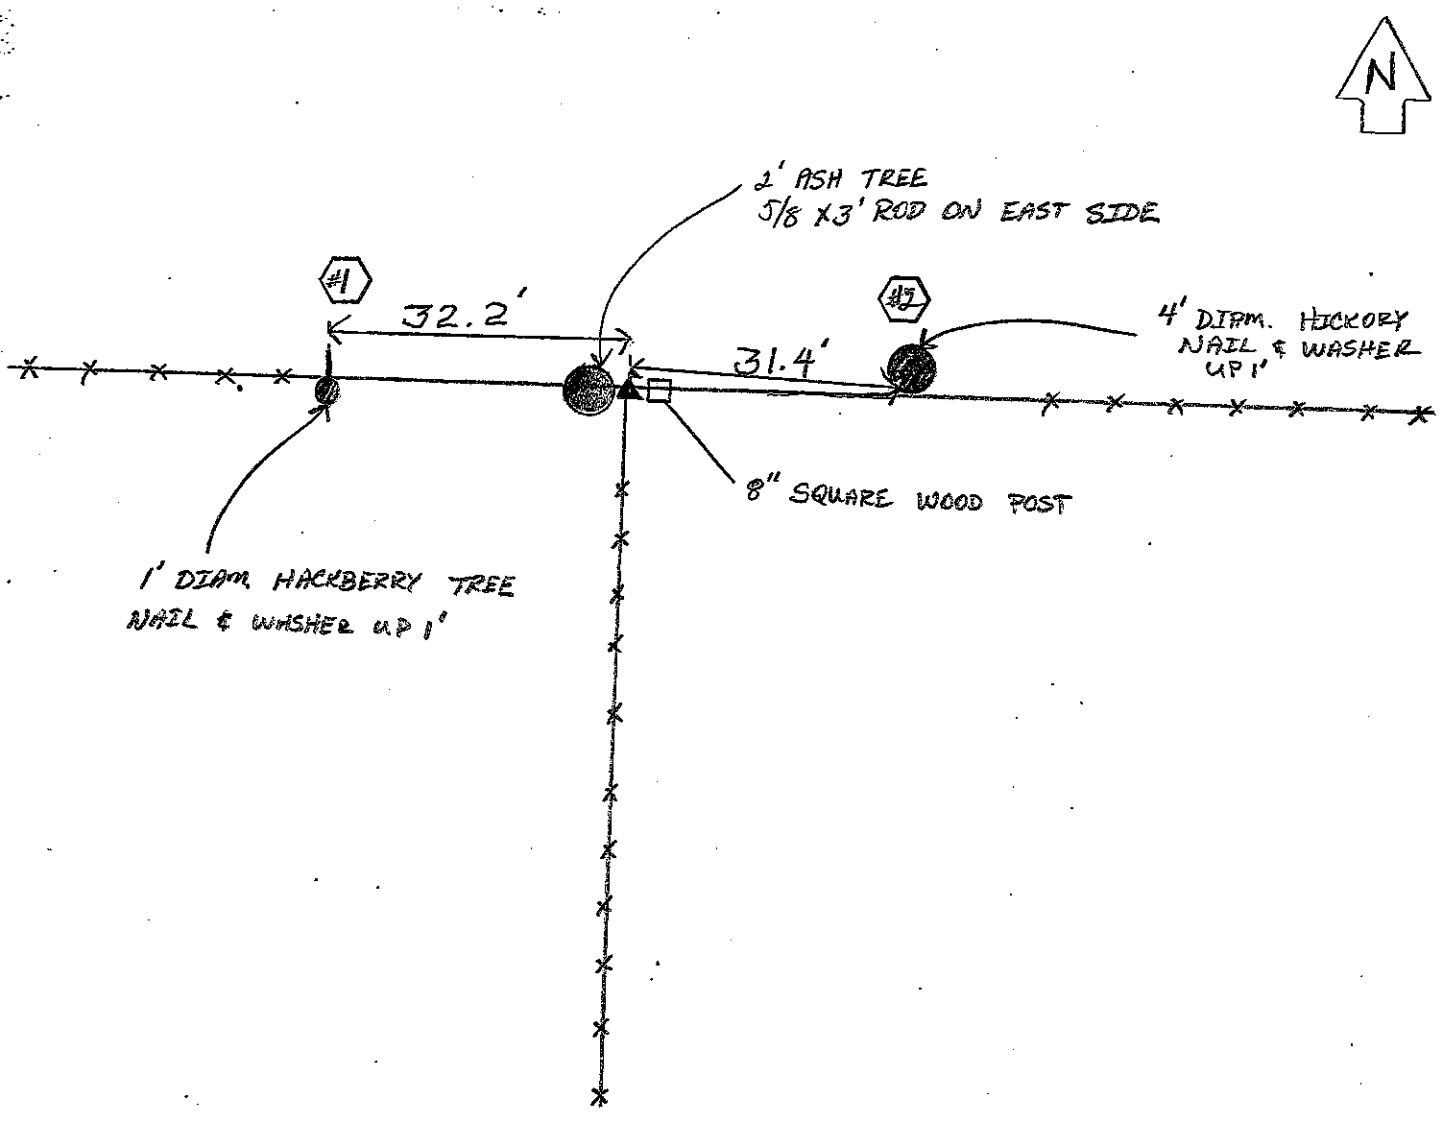 N
2' ASH TREE
5/8 X3' ROD ON EAST SIDE
#1
32.2'
#2
4' DIAM. HICKORY
NAIL & WASHER
UP 1'
31.4'
8" SQUARE WOOD POST
1' DIAM. HACKBERRY TREE
NAIL & WASHER UP 1'